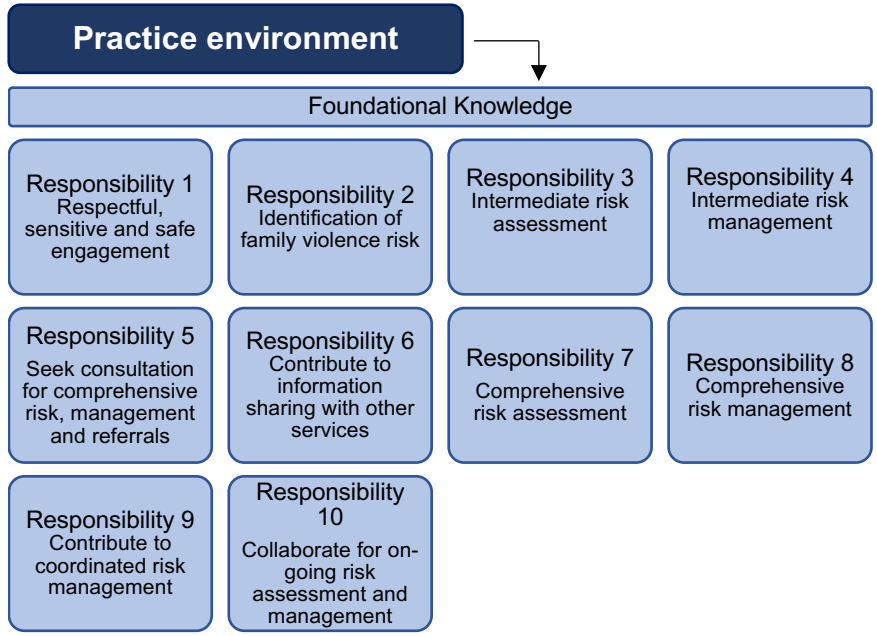 Practice environment
Foundational Knowledge
Responsibility 1
Respectful,
sensitive and safe
engagement
Responsibility 2
Identification of
family violence risk
Responsibility 3
Intermediate risk
assessment
Responsibility 4
Intermediate risk
management
Responsibility 5
Seek consultation
for comprehensive
risk, management
and referrals
Responsibility 6
Contribute to
information
sharing with other
services
Responsibility 7
Comprehensive
risk assessment
Responsibility 8
Comprehensive
risk management
Responsibility 9
Contribute to
coordinated risk
management
Responsibility
10
Collaborate for on-
going risk
assessment and
management